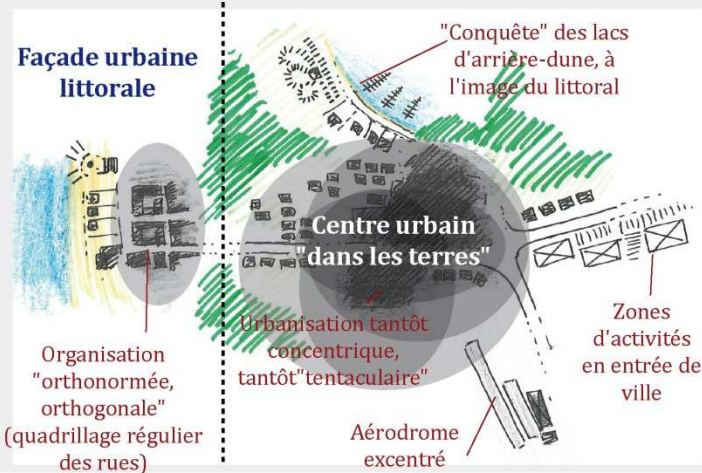 Façade urbaine
littorale
"Conquête" des lacs
d'arrière-dune, à
l'image du littoral
Centre urbain
"dans les terres"
Urbanisation tantôt
concentrique,
tantôt"tentaculaire"
Organisation
"orthonormée,
orthogonale"
(quadrillage régulier
des rues)
Aérodrome
excentré
Zones
d'activités
en entrée de
ville